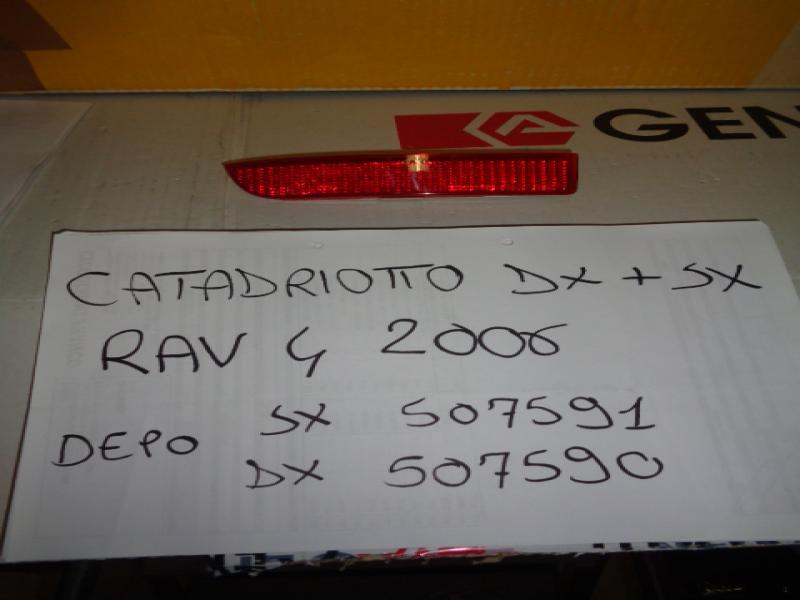 GEN
CATADRIOTTO DX + SX
RAV 4 2006
DEPO
SX 507591
DX 507590